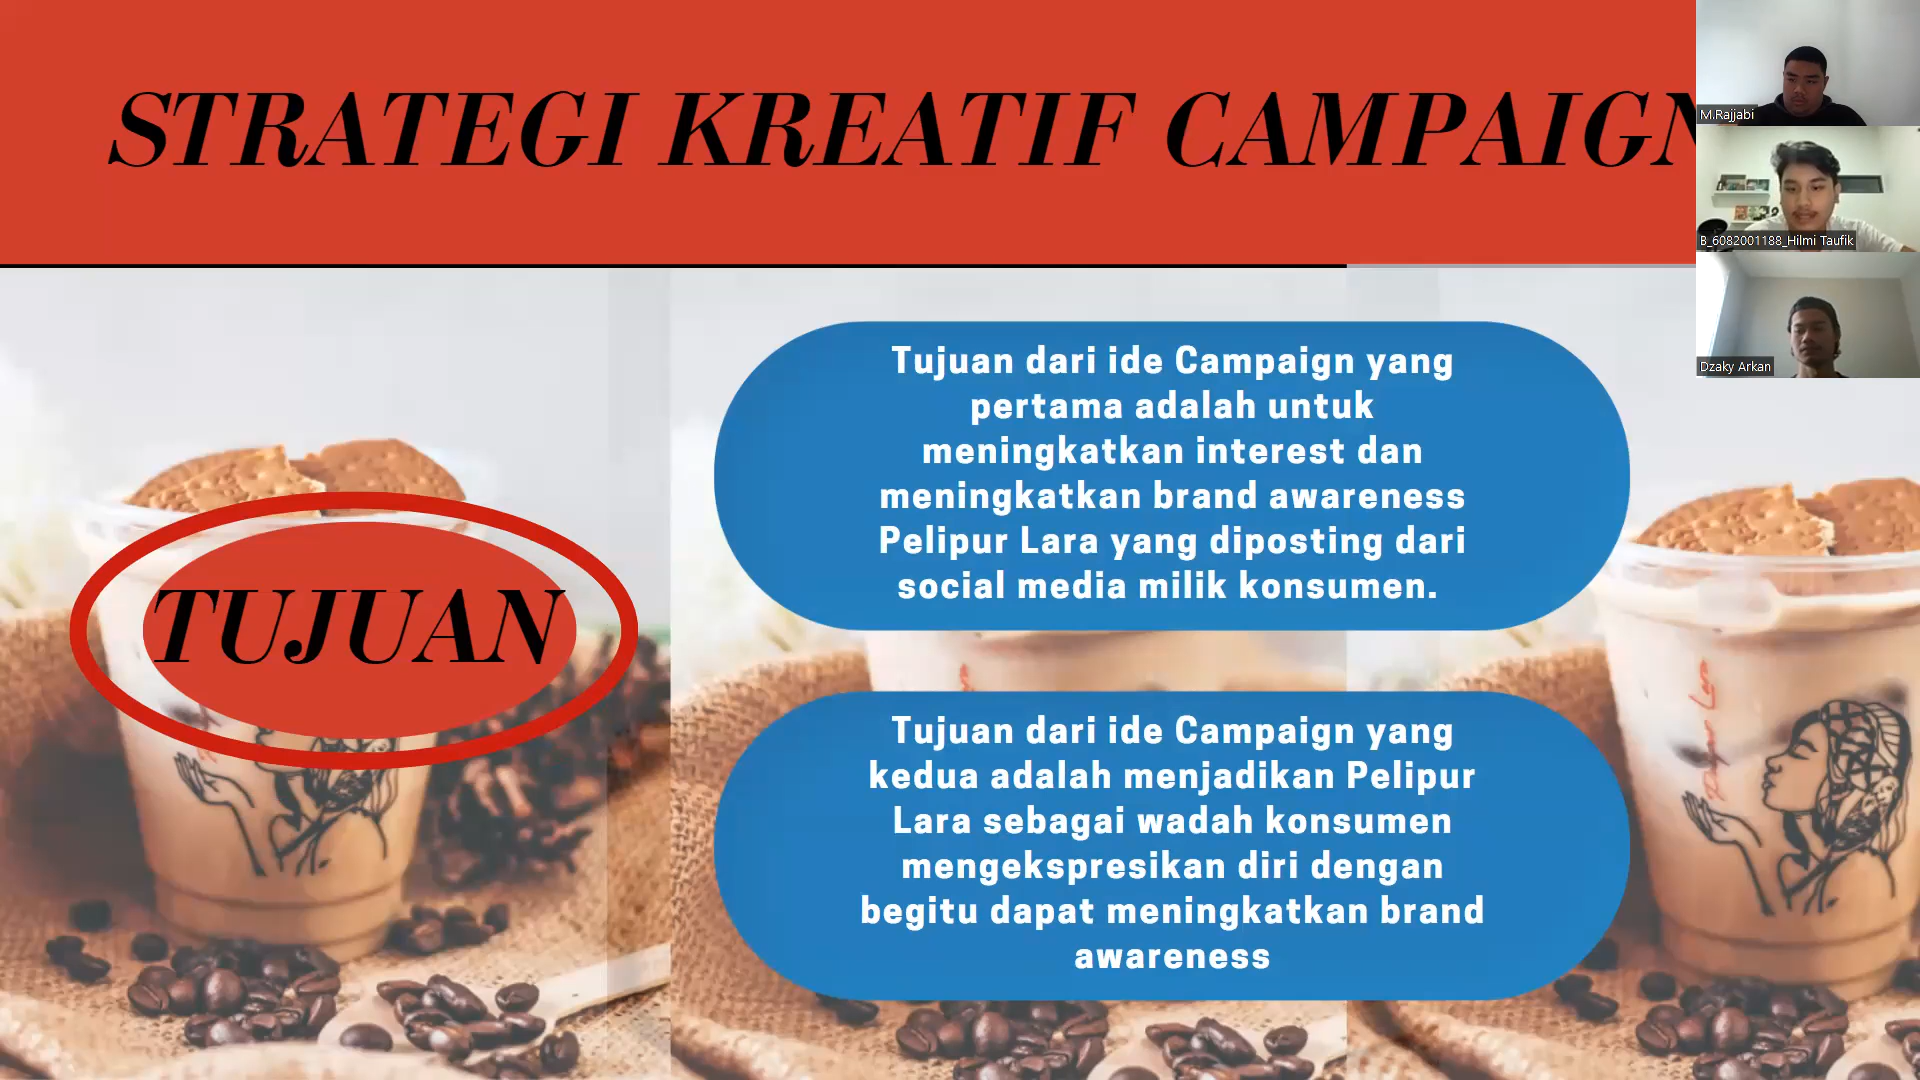 STRATEGI KREATIF CAMPAIGN
M.Rajjabi
B_6082001188_Hilmi Taufik
Dzaky Arkan
TUJUAN
Tujuan dari ide Campaign yang
pertama adalah untuk
meningkatkan interest dan
meningkatkan brand awareness
Pelipur Lara yang diposting dari
social media milik konsumen.
Tujuan dari ide Campaign yang
kedua adalah menjadikan Pelipur
Lara sebagai wadah konsumen
mengekspresikan diri dengan
begitu dapat meningkatkan brand
awareness
Pelipur Lara